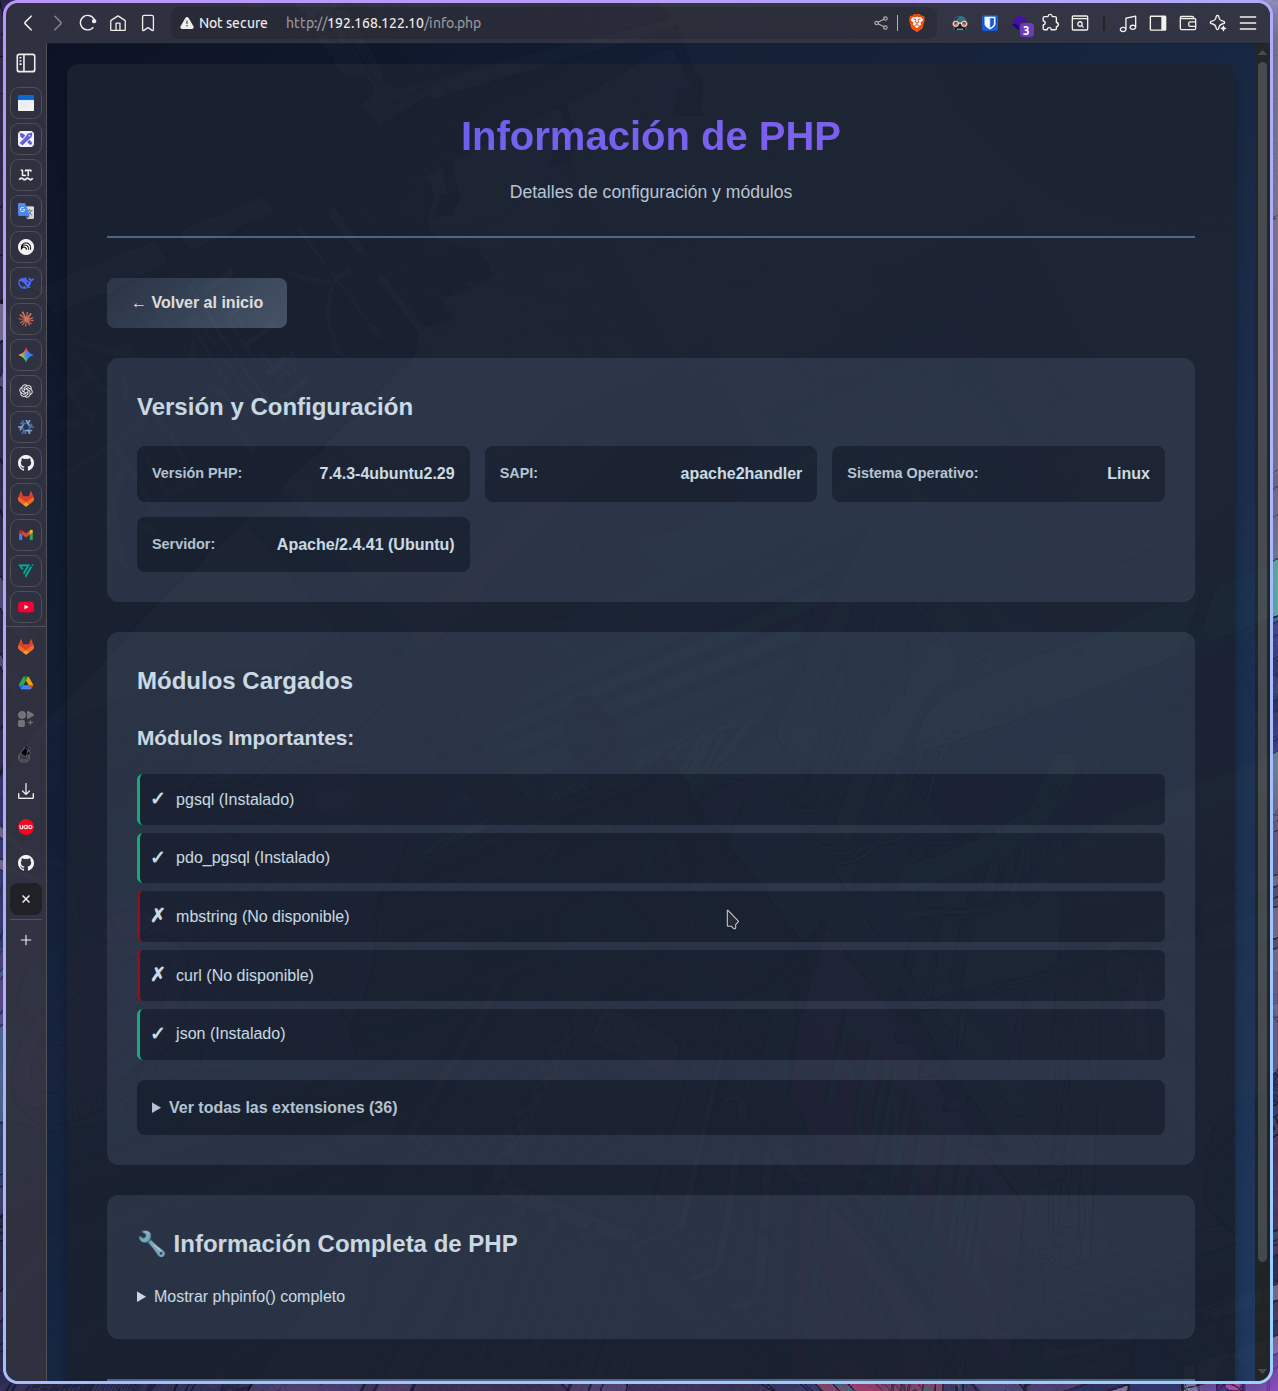 Not secure
http://192.168.122.10/info.php
3
Información de PHP
Detalles de configuración y módulos
← Volver al inicio
Versión y Configuración
Versión PHP: 7.4.3-4ubuntu2.29
SAPI: apache2handler
Sistema Operativo: Linux
Servidor: Apache/2.4.41 (Ubuntu)
Módulos Cargados
Módulos Importantes:
✓ pgsql (Instalado)
✓ pdo_pgsql (Instalado)
✗ mbstring (No disponible)
✗ curl (No disponible)
✓ json (Instalado)
▶ Ver todas las extensiones (36)
🔧 Información Completa de PHP
▶ Mostrar phpinfo() completo